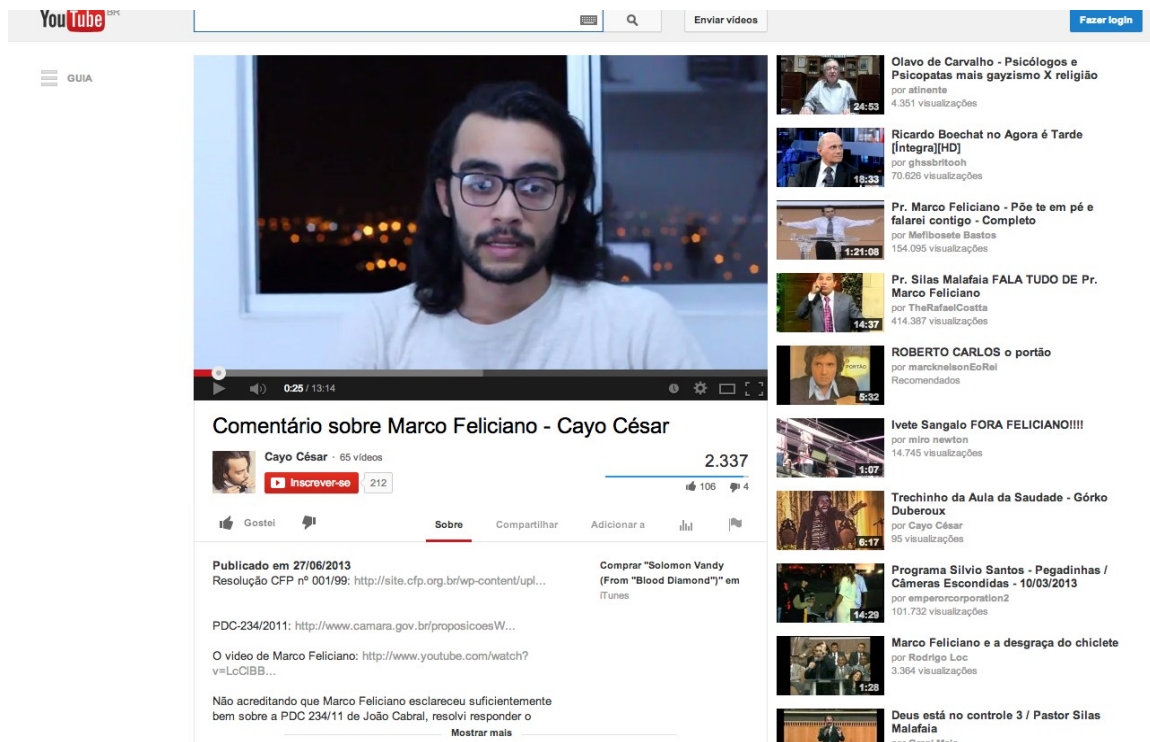 YouTube BR
Enviar vídeos
Fazer login
GUIA
0:25 / 13:14
Comentário sobre Marco Feliciano - Cayo César
Cayo César · 65 vídeos
Inscrever-se 212
2.337
106 4
Gostei
Sobre Compartilhar Adicionar a
Publicado em 27/06/2013
Resolução CFP nº 001/99: http://site.cfp.org.br/wp-content/upl...
PDC-234/2011: http://www.camara.gov.br/proposicoesW...
O video de Marco Feliciano: http://www.youtube.com/watch?
v=LcClBB...
Não acreditando que Marco Feliciano esclareceu suficientemente
bem sobre a PDC 234/11 de João Cabral, resolvi responder o
Mostrar mais
Comprar "Solomon Vandy
(From "Blood Diamond")" em
iTunes
24:53
Olavo de Carvalho - Psicólogos e
Psicopatas mais gayzismo X religião
por atinente
4.351 visualizações
18:33
Ricardo Boechat no Agora é Tarde
[Íntegra][HD]
por ghssbritooh
70.626 visualizações
1:21:08
Pr. Marco Feliciano - Põe te em pé e
falarei contigo - Completo
por Mefibosete Bastos
154.095 visualizações
14:37
Pr. Silas Malafaia FALA TUDO DE Pr.
Marco Feliciano
por TheRafaelCostta
414.387 visualizações
PORTÃO
5:32
ROBERTO CARLOS o portão
por marcknelsonEoRei
Recomendados
1:07
Ivete Sangalo FORA FELICIANO!!!!
por miro newton
14.745 visualizações
6:17
Trechinho da Aula da Saudade - Górko
Duberoux
por Cayo César
95 visualizações
14:29
Programa Silvio Santos - Pegadinhas /
Câmeras Escondidas - 10/03/2013
por emperorcorporation2
101.732 visualizações
1:28
Marco Feliciano e a desgraça do chiclete
por Rodrigo Loc
3.364 visualizações
Deus está no controle 3 / Pastor Silas
Malafaia